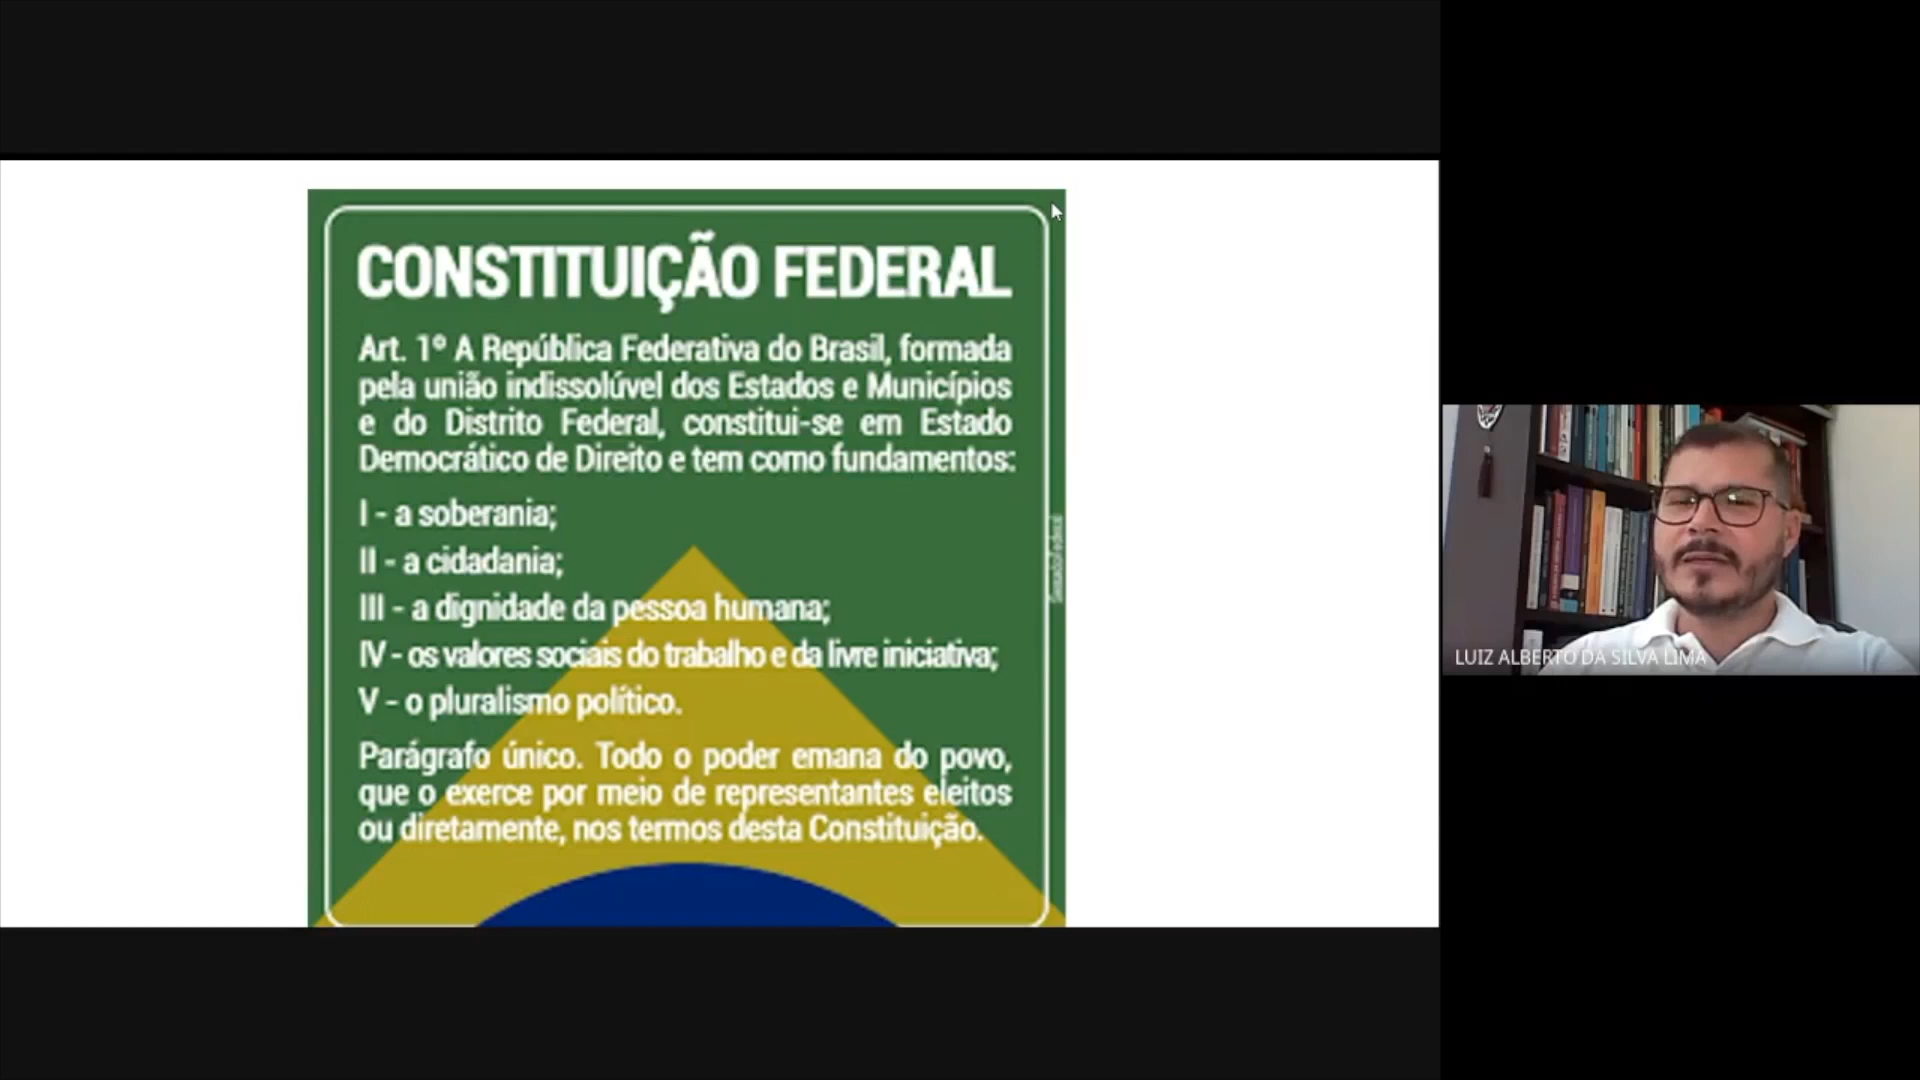 CONSTITUIÇÃO FEDERAL
Art. 1º A República Federativa do Brasil, formada
pela união indissolúvel dos Estados e Municípios
e do Distrito Federal, constitui-se em Estado
Democrático de Direito e tem como fundamentos:
I - a soberania;
II - a cidadania;
III - a dignidade da pessoa humana;
IV - os valores sociais do trabalho e da livre iniciativa;
V - o pluralismo político.
Parágrafo único. Todo o poder emana do povo,
que o exerce por meio de representantes eleitos
ou diretamente, nos termos desta Constituição.
LUIZ ALBERTO DA SILVA LIMA